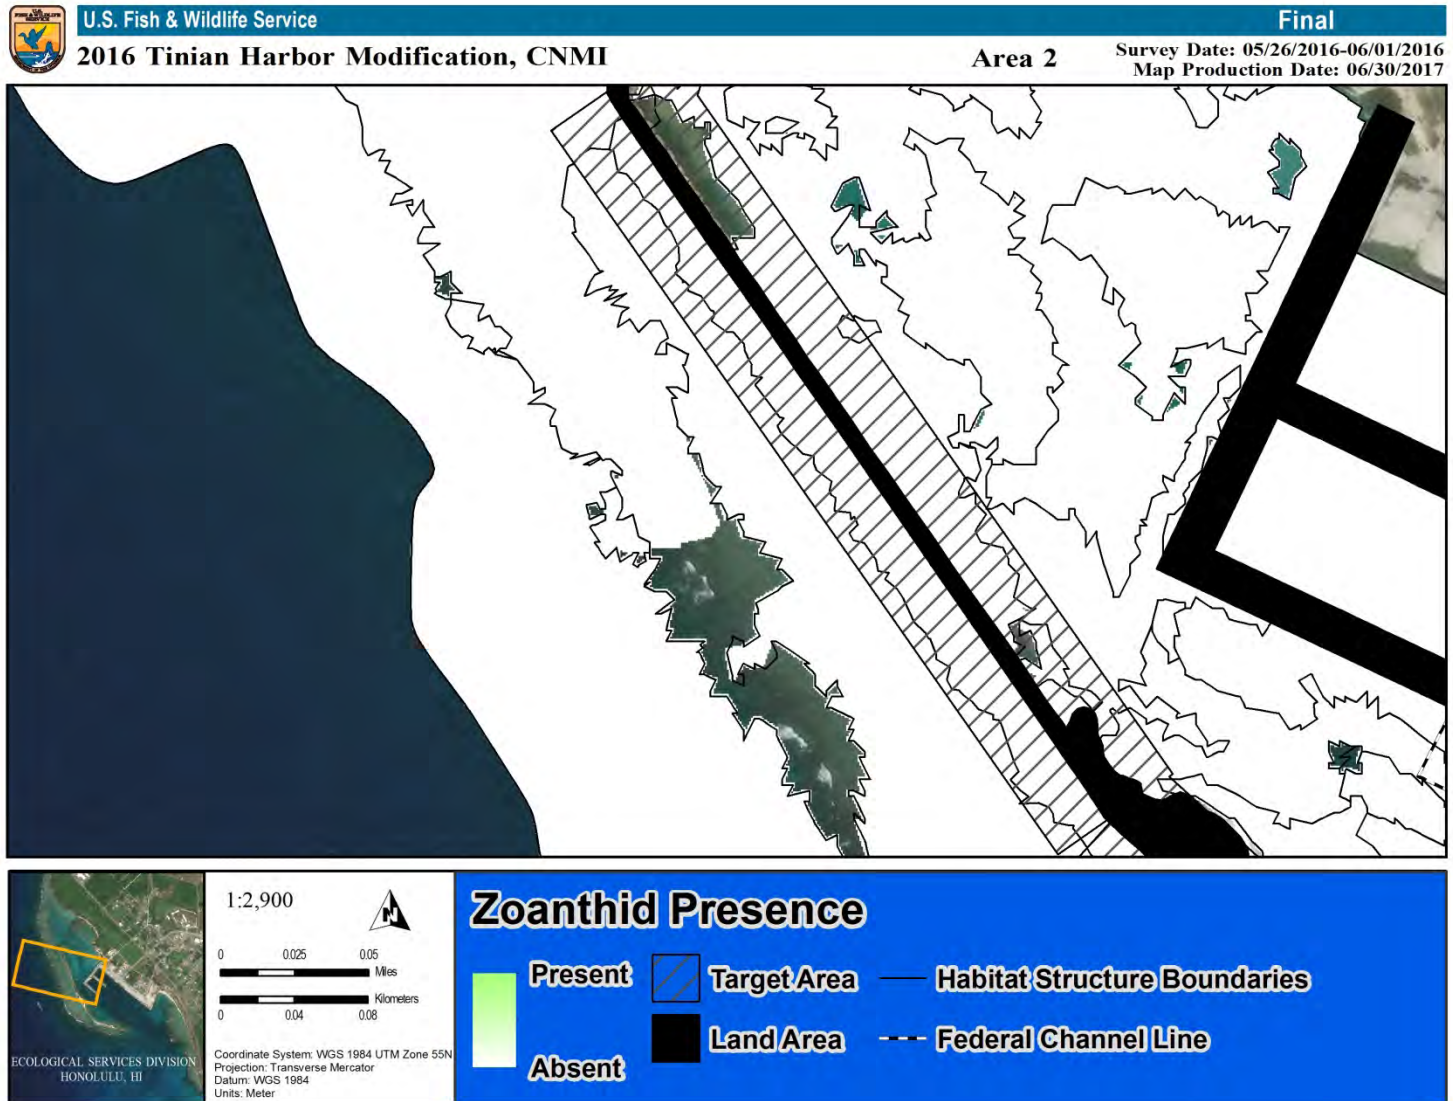 U.S. Fish & Wildlife Service
Final
2016 Tinian Harbor Modification, CNMI
Area 2
Survey Date: 05/26/2016-06/01/2016
Map Production Date: 06/30/2017
U.S.
FISH & WILDLIFE
SERVICE
ECOLOGICAL SERVICES DIVISION
HONOLULU, HI
1:2,900
N
0 0.025 0.05
Miles
Kilometers
0 0.04 0.08
Coordinate System: WGS 1984 UTM Zone 55N
Projection: Transverse Mercator
Datum: WGS 1984
Units: Meter
Zoanthid Presence
Present
Absent
Target Area
Land Area
Habitat Structure Boundaries
Federal Channel Line